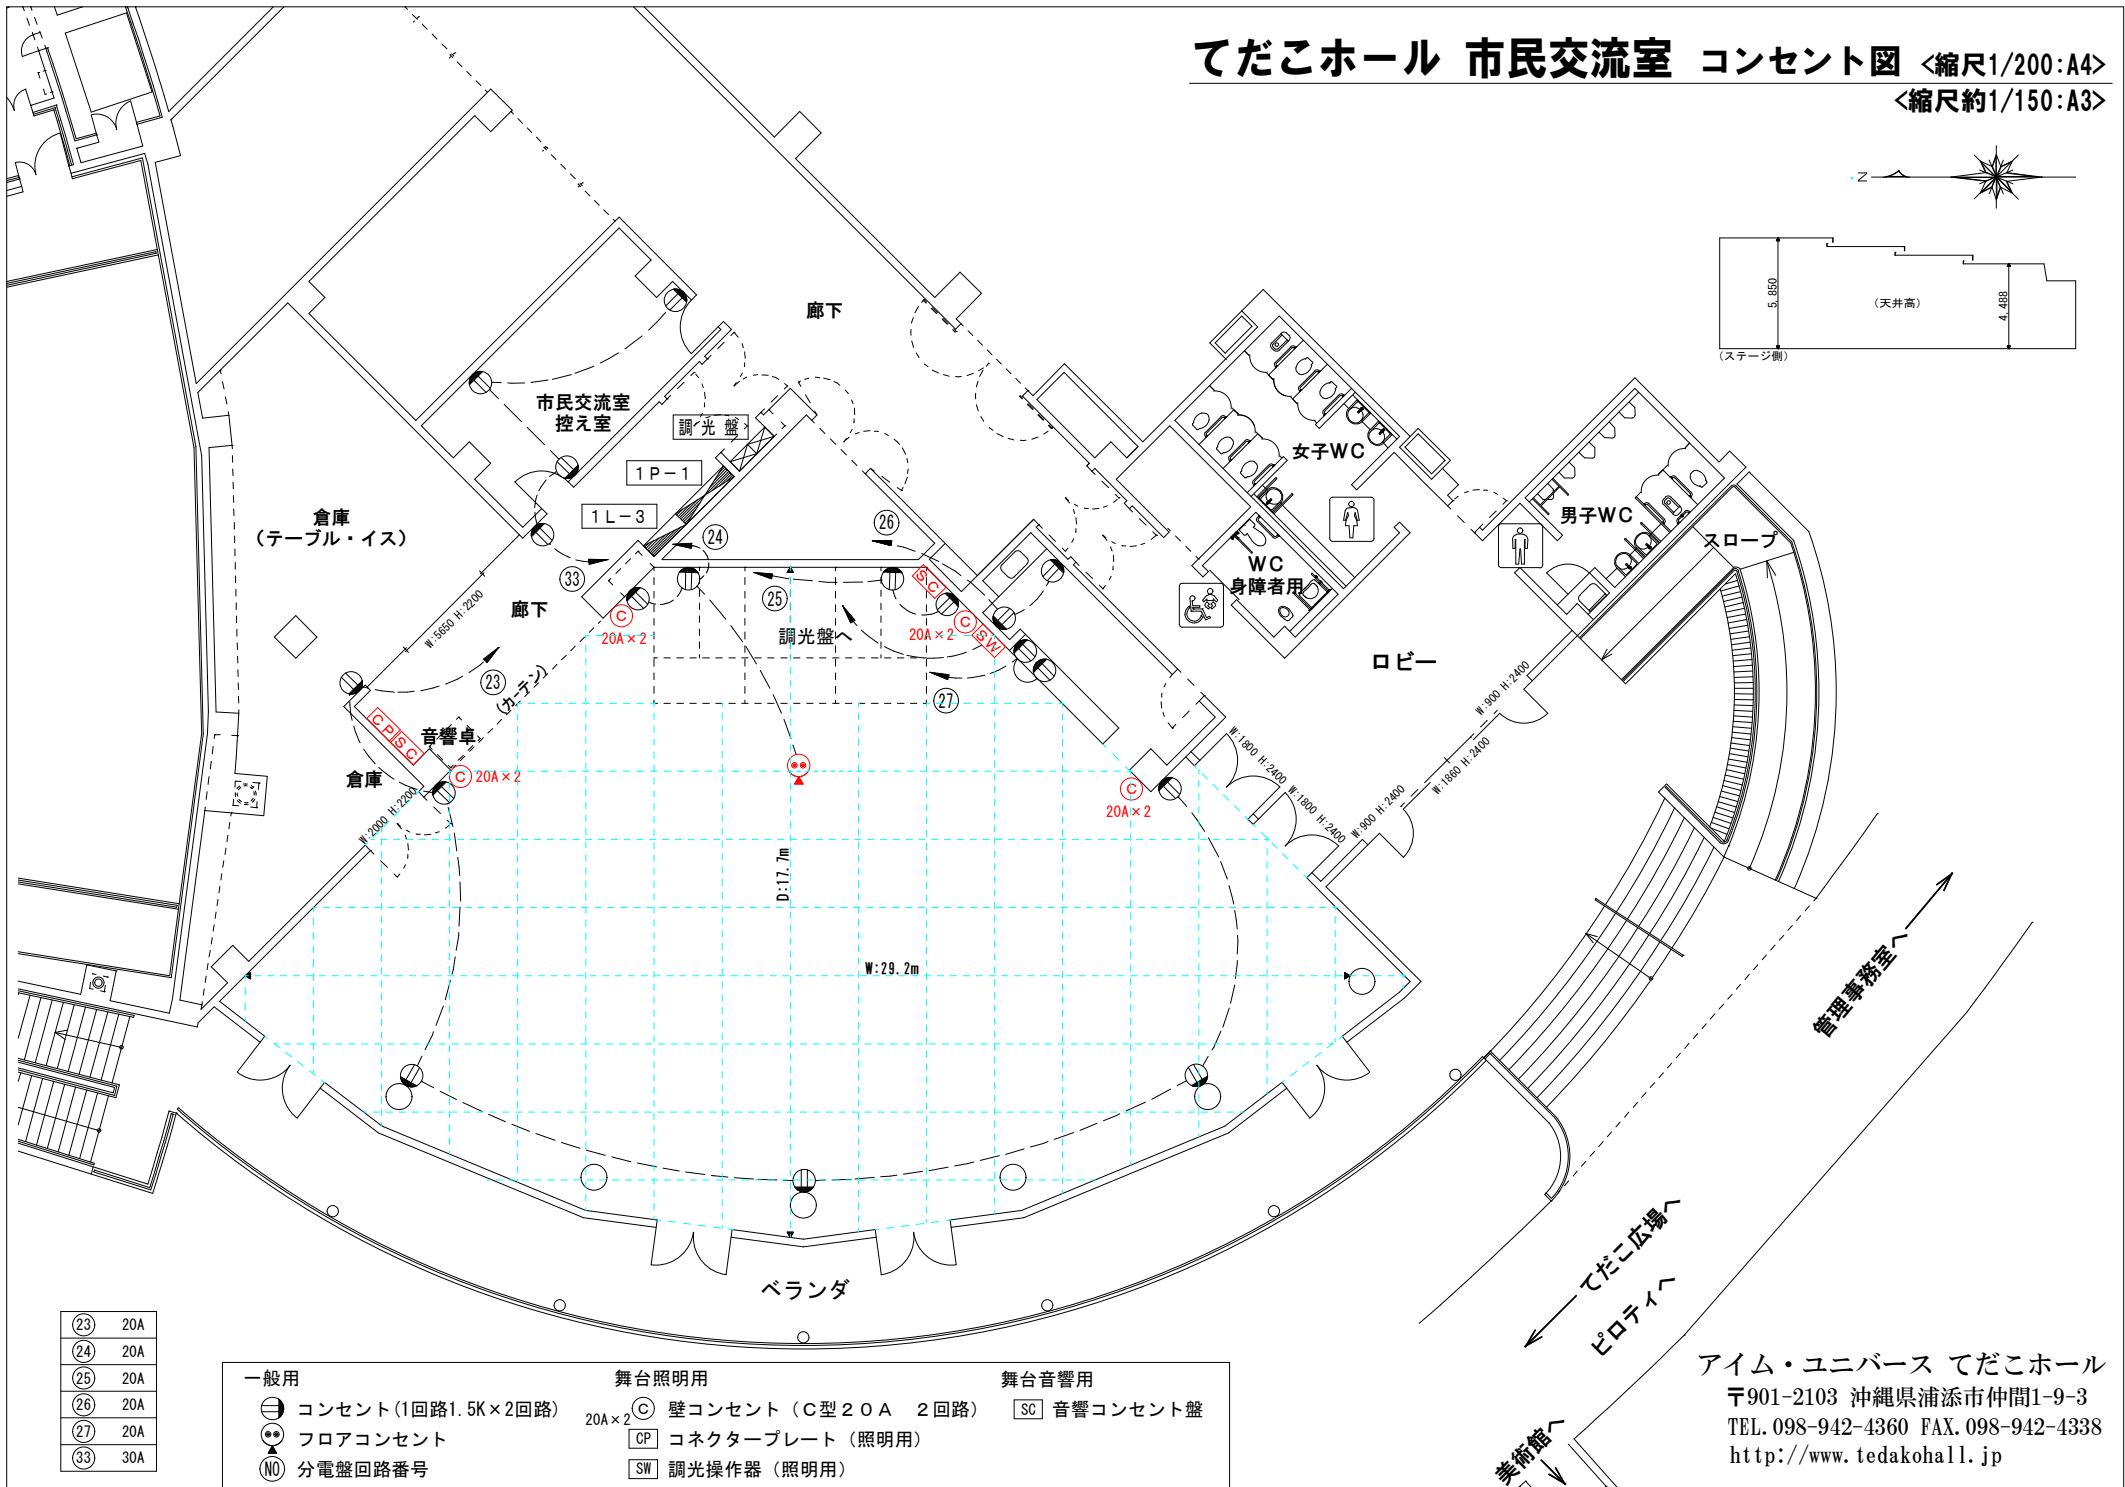 てだこホール 市民交流室 コンセント図 <縮尺1/200:A4>
<縮尺約1/150:A3>
N
5,850
(天井高)
4,488
(ステージ側)
廊下
市民交流室
控え室
調光盤
1P-1
1L-3
倉庫
(テーブル・イス)
女子WC
男子WC
スロープ
WC
身障者用
24
26
33
25
23
27
廊下
W:5650 H:2200
(カーテン)
C
20A×2
SC
調光盤へ
20A×2
C
SW
ロビー
CP
SC
音響卓
倉庫
C
20A×2
W:2000 H:2200
C
20A×2
W:1800 H:2400
W:1800 H:2400
W:900 H:2400
W:1860 H:2400
W:900 H:2400
D:17.7m
W:29.2m
管理事務室へ
てだこ広場へ
ピロティへ
美術館へ
ベランダ
23 20A
24 20A
25 20A
26 20A
27 20A
33 30A
一般用
コンセント(1回路1.5K×2回路)
フロアコンセント
NO 分電盤回路番号
舞台照明用
20A×2 C 壁コンセント(C型20A 2回路)
CP コネクタープレート(照明用)
SW 調光操作器(照明用)
舞台音響用
SC 音響コンセント盤
アイム・ユニバース てだこホール
〒901-2103 沖縄県浦添市仲間1-9-3
TEL.098-942-4360 FAX.098-942-4338
http://www.tedakohall.jp